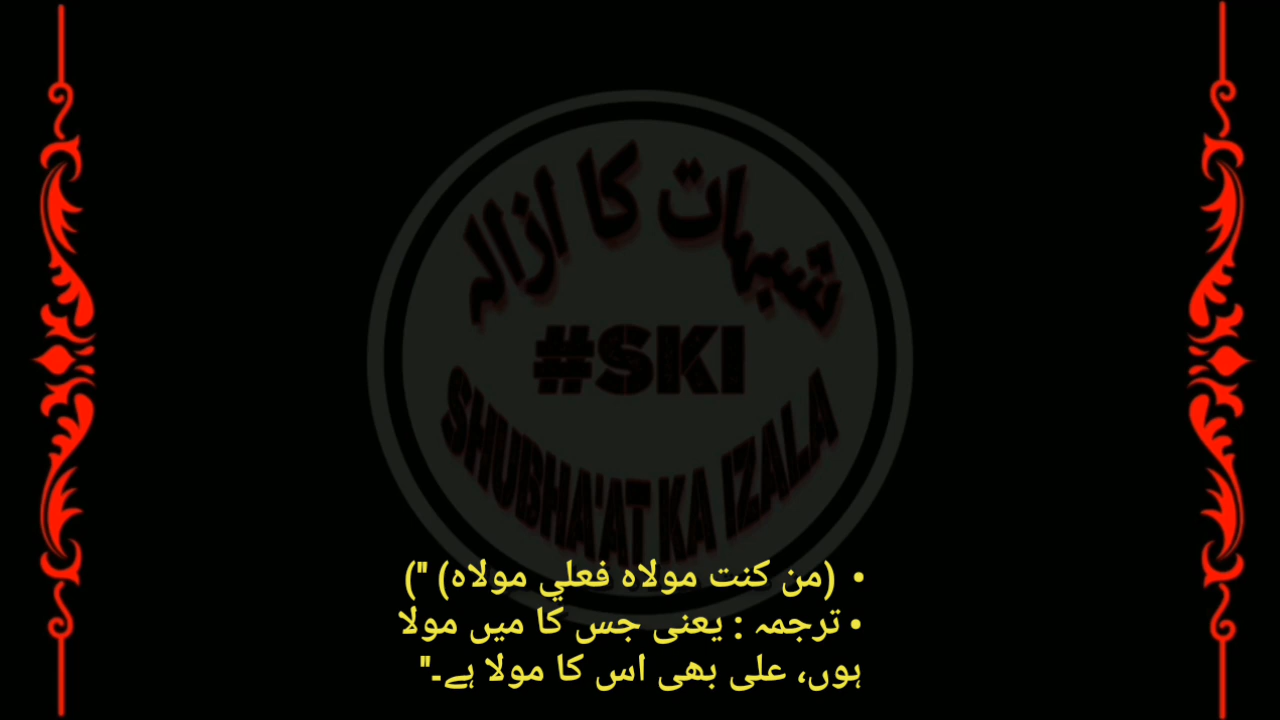 شبہات کا ازالہ
#SKI
SHUBHA'AT KA IZALA
• (من كنت مولاه فعلي مولاه) ")
• ترجمہ : یعنی جس کا میں مولا
ہوں، علی بھی اس کا مولا ہے۔"